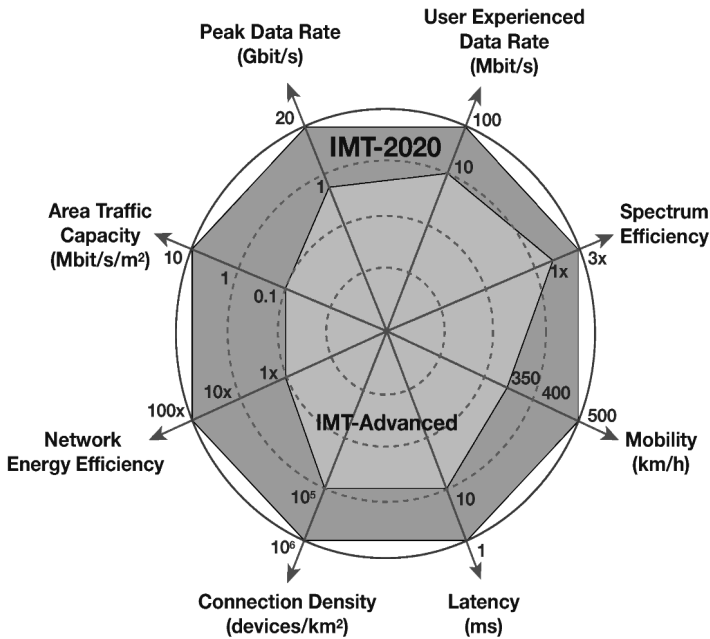 User Experienced
Data Rate
(Mbit/s)
Peak Data Rate
(Gbit/s)
20
100
IMT-2020
1
10
Area Traffic
Capacity
(Mbit/s/m²)
Spectrum
Efficiency
10
1
0.1
1x
3x
1x
10x
100x
350
400
500
Network
Energy Efficiency
IMT-Advanced
Mobility
(km/h)
10⁵
10
10⁶
1
Connection Density
(devices/km²)
Latency
(ms)